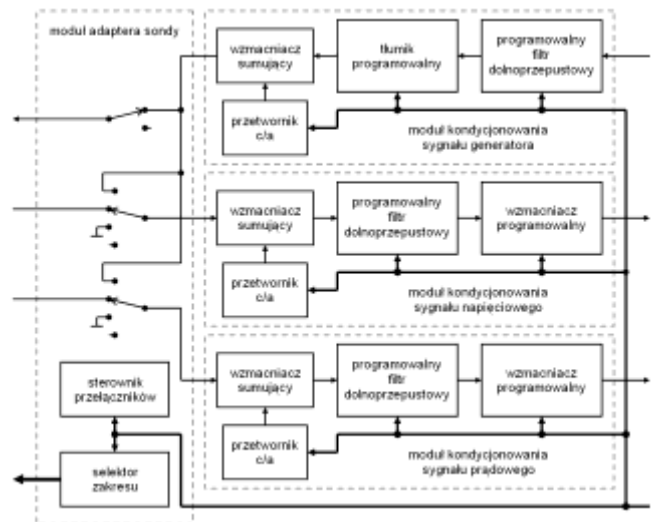 moduł adaptera sondy
wzmacniacz
sumujący
tłumik
programowalny
programowalny
filtr
dolnoprzepustowy
przetwornik
c/a
moduł kondycjonowania
sygnału generatora
wzmacniacz
sumujący
programowalny
filtr
dolnoprzepustowy
wzmacniacz
programowalny
przetwornik
c/a
moduł kondycjonowania
sygnału napięciowego
wzmacniacz
sumujący
programowalny
filtr
dolnoprzepustowy
wzmacniacz
programowalny
przetwornik
c/a
moduł kondycjonowania
sygnału prądowego
sterownik
przełączników
selektor
zakresu